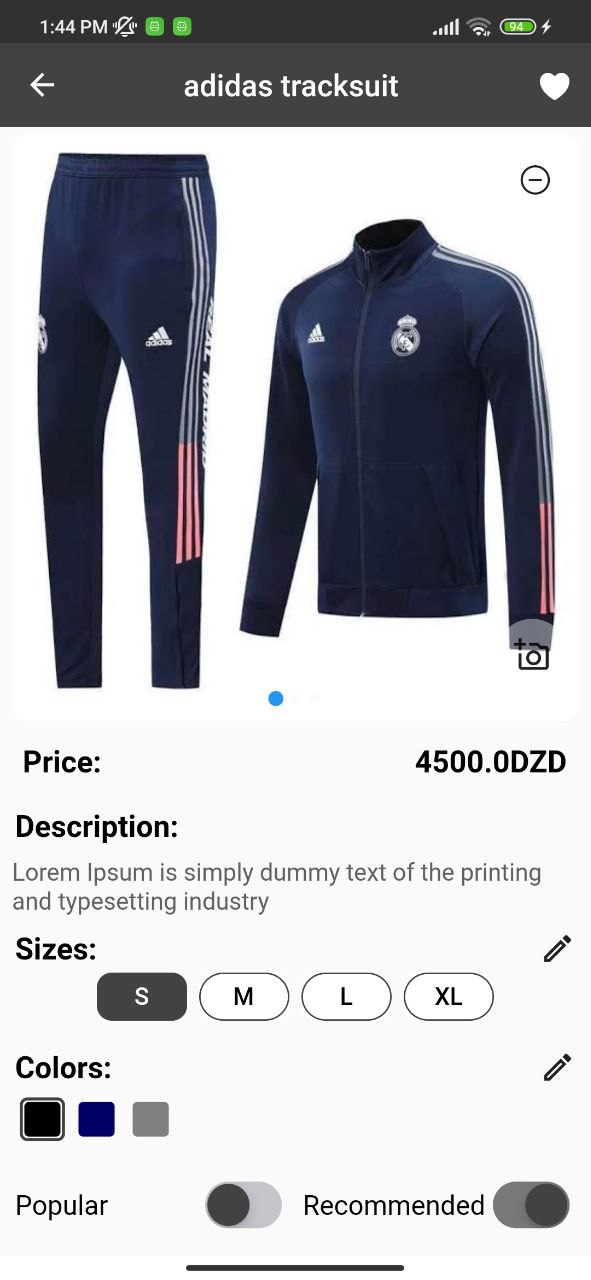 1:44 PM
94
adidas tracksuit
adidas
REAL MADRID
adidas
Price:
4500.0DZD
Description:
Lorem Ipsum is simply dummy text of the printing
and typesetting industry
Sizes:
S
M
L
XL
Colors:
Popular
Recommended